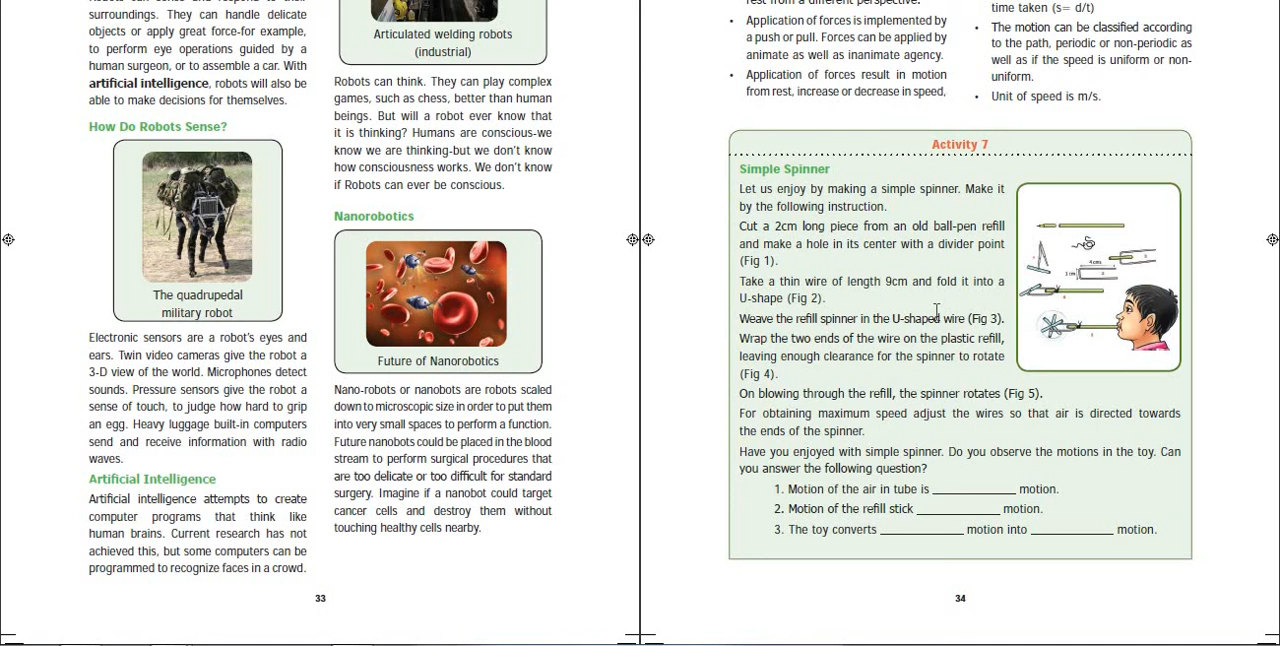 surroundings. They can handle delicate
objects or apply great force-for example,
to perform eye operations guided by a
human surgeon, or to assemble a car. With
artificial intelligence, robots will also be
able to make decisions for themselves.
How Do Robots Sense?
The quadrupedal
military robot
Electronic sensors are a robot's eyes and
ears. Twin video cameras give the robot a
3-D view of the world. Microphones detect
sounds. Pressure sensors give the robot a
sense of touch, to judge how hard to grip
an egg. Heavy luggage built-in computers
send and receive information with radio
waves.
Artificial Intelligence
Artificial intelligence attempts to create
computer programs that think like
human brains. Current research has not
achieved this, but some computers can be
programmed to recognize faces in a crowd.
Articulated welding robots
(industrial)
Robots can think. They can play complex
games, such as chess, better than human
beings. But will a robot ever know that
it is thinking? Humans are conscious-we
know we are thinking-but we don't know
how consciousness works. We don't know
if Robots can ever be conscious.
Nanorobotics
Future of Nanorobotics
Nano-robots or nanobots are robots scaled
down to microscopic size in order to put them
into very small spaces to perform a function.
Future nanobots could be placed in the blood
stream to perform surgical procedures that
are too delicate or too difficult for standard
surgery. Imagine if a nanobot could target
cancer cells and destroy them without
touching healthy cells nearby.
33
rest from a different perspective.
• Application of forces is implemented by
a push or pull. Forces can be applied by
animate as well as inanimate agency.
• Application of forces result in motion
from rest, increase or decrease in speed,
time taken (s= d/t)
• The motion can be classified according
to the path, periodic or non-periodic as
well as if the speed is uniform or non-
uniform.
• Unit of speed is m/s.
Activity 7
Simple Spinner
Let us enjoy by making a simple spinner. Make it
by the following instruction.
Cut a 2cm long piece from an old ball-pen refill
and make a hole in its center with a divider point
(Fig 1).
Take a thin wire of length 9cm and fold it into a
U-shape (Fig 2).
Weave the refill spinner in the U-shaped wire (Fig 3).
Wrap the two ends of the wire on the plastic refill,
leaving enough clearance for the spinner to rotate
(Fig 4).
On blowing through the refill, the spinner rotates (Fig 5).
For obtaining maximum speed adjust the wires so that air is directed towards
the ends of the spinner.
Have you enjoyed with simple spinner. Do you observe the motions in the toy. Can
you answer the following question?
1. Motion of the air in tube is ______________ motion.
2. Motion of the refill stick ______________ motion.
3. The toy converts ______________ motion into ______________ motion.
34